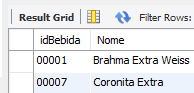 Result Grid Filter Rows:
idBebida Nome
00001 Brahma Extra Weiss
00007 Coronita Extra